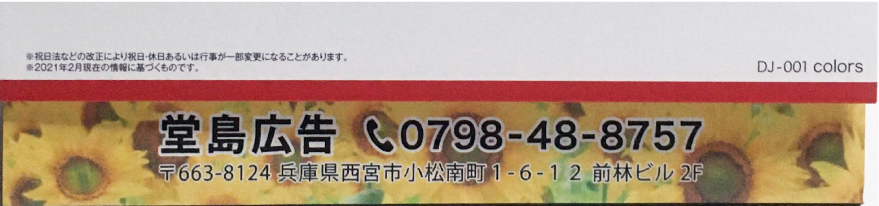 ※祝日法などの改正により祝日・休日あるいは行事が一部変更になることがあります。
※2021年2月現在の情報に基づくものです。
DJ-001 colors
堂島広告 0798-48-8757
〒663-8124 兵庫県西宮市小松南町1-6-12 前林ビル 2F